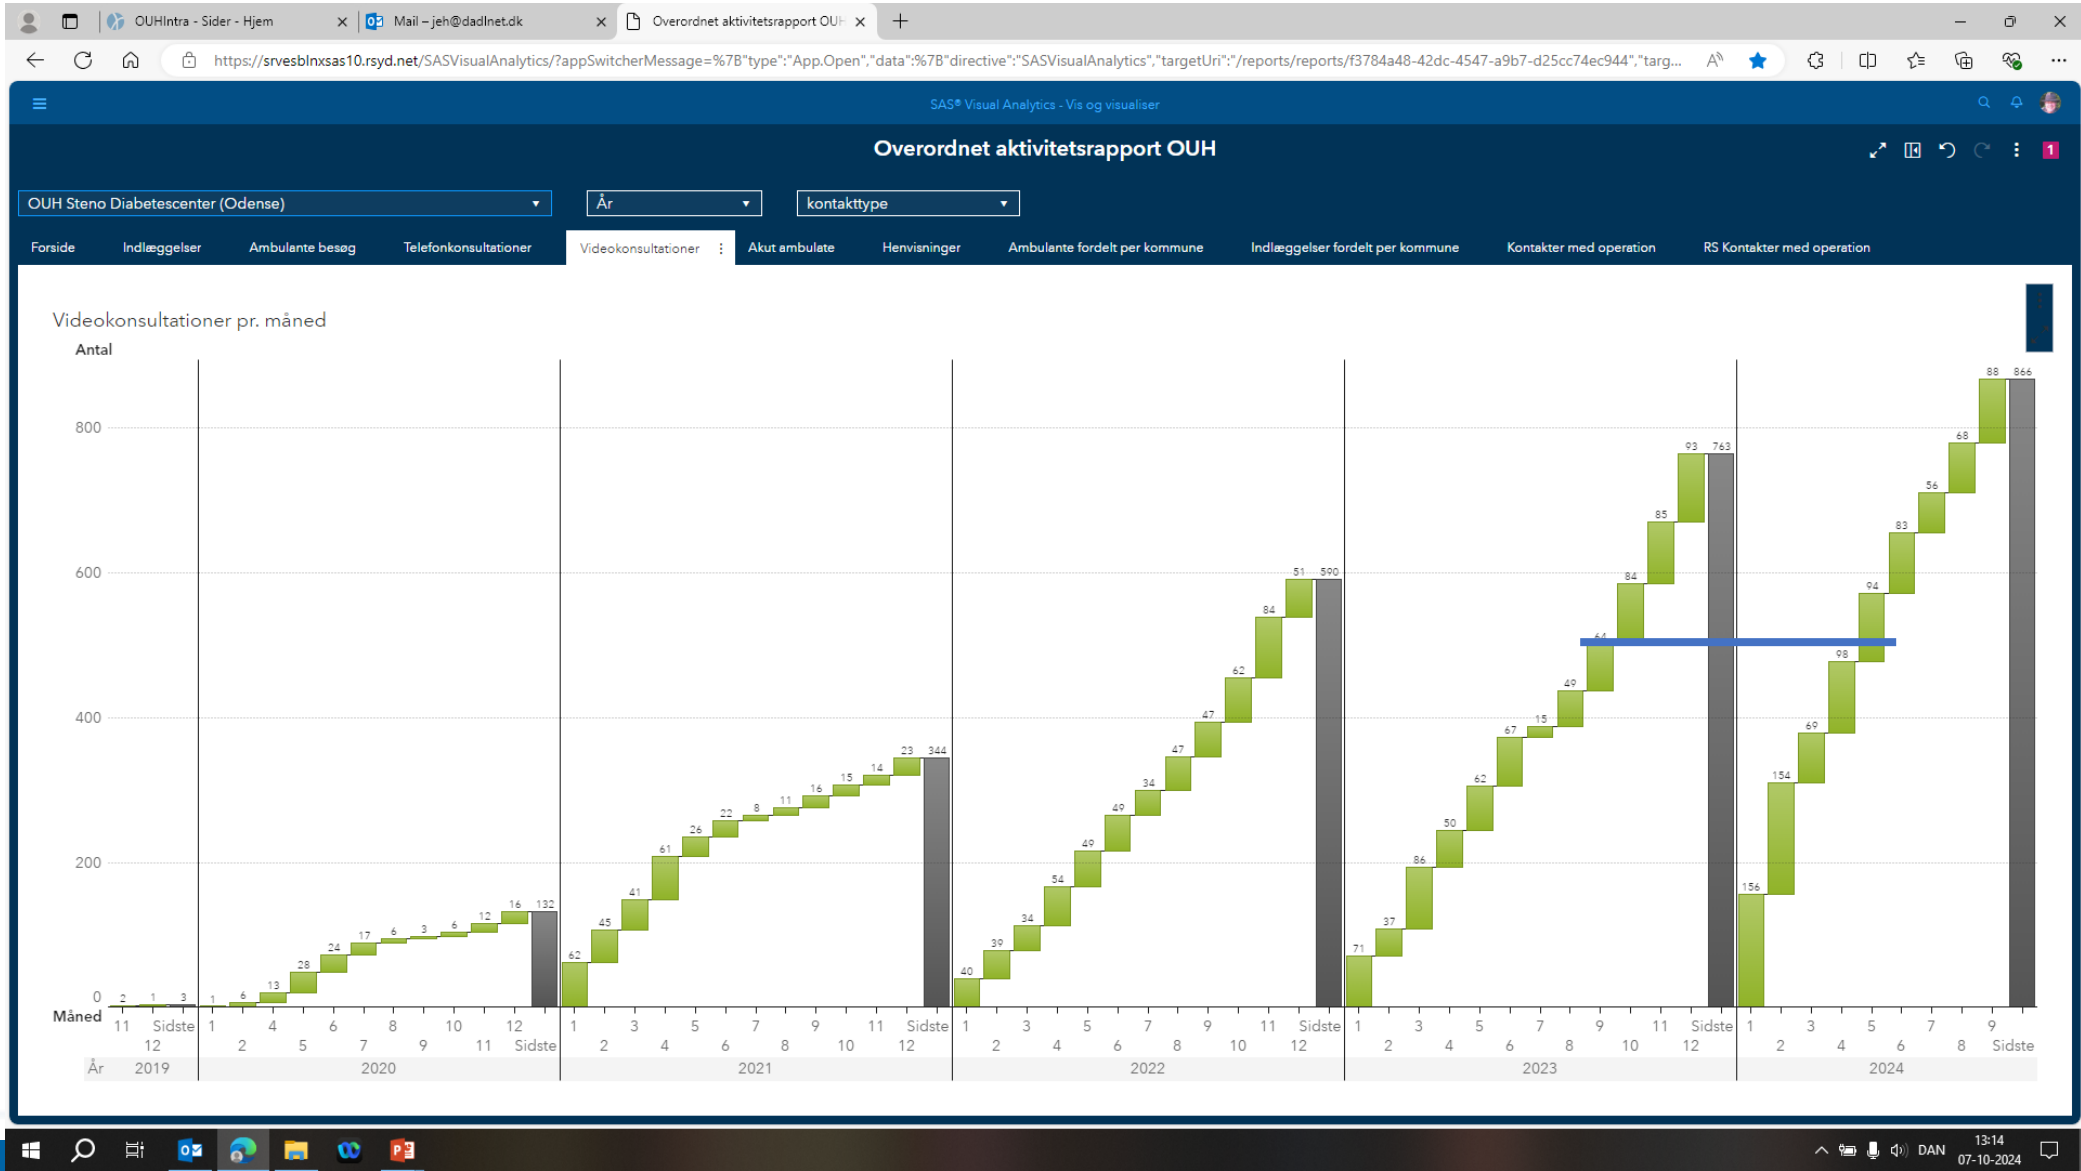 OUHIntra - Sider - Hjem
Mail – jeh@dadlnet.dk
Overordnet aktivitetsrapport OUH
https://srvesblnxsas10.rsyd.net/SASVisualAnalytics/?appSwitcherMessage=%7B"type":"App.Open","data":%7B"directive":"SASVisualAnalytics","targetUri":"/reports/reports/f3784a48-42dc-4547-a9b7-d25cc74ec944","targ...
SAS® Visual Analytics - Vis og visualiser
Overordnet aktivitetsrapport OUH
1
OUH Steno Diabetescenter (Odense)
År
kontakttype
Forside Indlæggelser Ambulante besøg Telefonkonsultationer Videokonsultationer Akut ambulate Henvisninger Ambulante fordelt per kommune Indlæggelser fordelt per kommune Kontakter med operation RS Kontakter med operation
Videokonsultationer pr. måned
Antal
800
600
400
200
0
2 1 3
1 6 13 28 24 17 6 3 6 12 16 132
62 45 41 61 26 22 8 11 16 15 14 23 344
40 39 34 54 49 49 34 47 47 62 84 51 590
71 37 86 50 62 67 15 49 64 84 85 93 763
156 154 69 98 94 83 56 68 88 866
Måned
11 Sidste 1 4 6 8 10 12 1 3 5 7 9 11 Sidste 1 3 5 7 9 11 Sidste 1 3 5 7 9 11 Sidste 1 3 5 7 9
12 2 5 7 9 11 Sidste 2 4 6 8 10 12 2 4 6 8 10 12 2 4 6 8 10 12 2 4 6 8 Sidste
År 2019 2020 2021 2022 2023 2024
DAN
13:14
07-10-2024